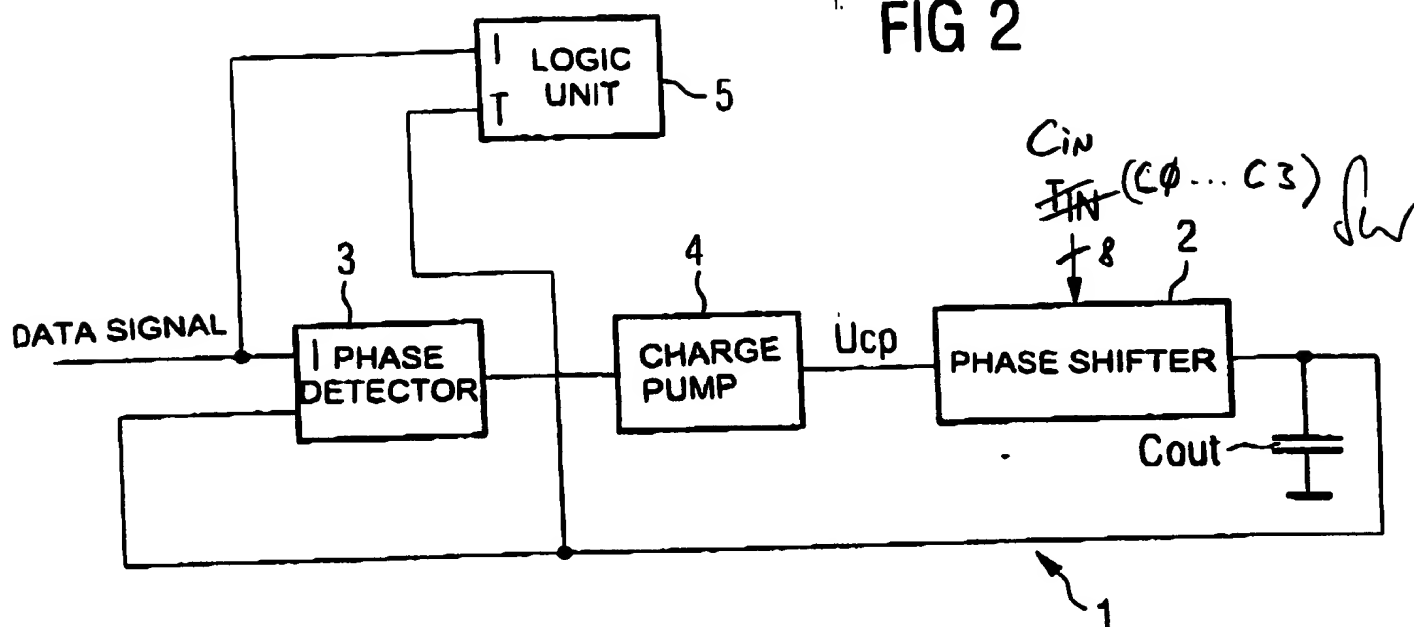 FIG 2
I LOGIC
UNIT
T
5
CIN
TIN (C0... C3)
8
3
4
2
DATA SIGNAL
I PHASE
DETECTOR
CHARGE
PUMP
Ucp
PHASE SHIFTER
Cout
1